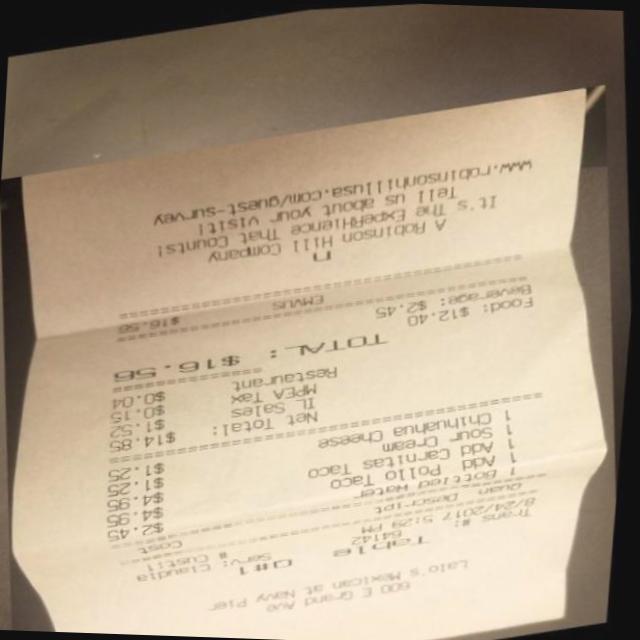 600 E Grand Ave
Lalo's Mexican at Navy Pier
Table O#1
Trans #: 64142 Serv: Claudia
8/24/2017 5:29 PM # Cust:1
Quan Descript Cost
1 Bottled Water $2.45
1 Add Pollo Taco $4.95
1 Add Carnitas Taco $4.95
1 Sour Cream $1.25
1 Chihuahua Cheese $1.25
Net Total: $14.85
IL Sales $1.52
MPEA Tax $0.15
Restaurant $0.04
TOTAL: $16.56
Food: $12.40
Beverage: $2.45
EMVUS $16.56
A Robinson Hill Company
It's The ExpeRHience That Counts!
Tell us about your visit!
www.robinsonhillusa.com/guest-survey